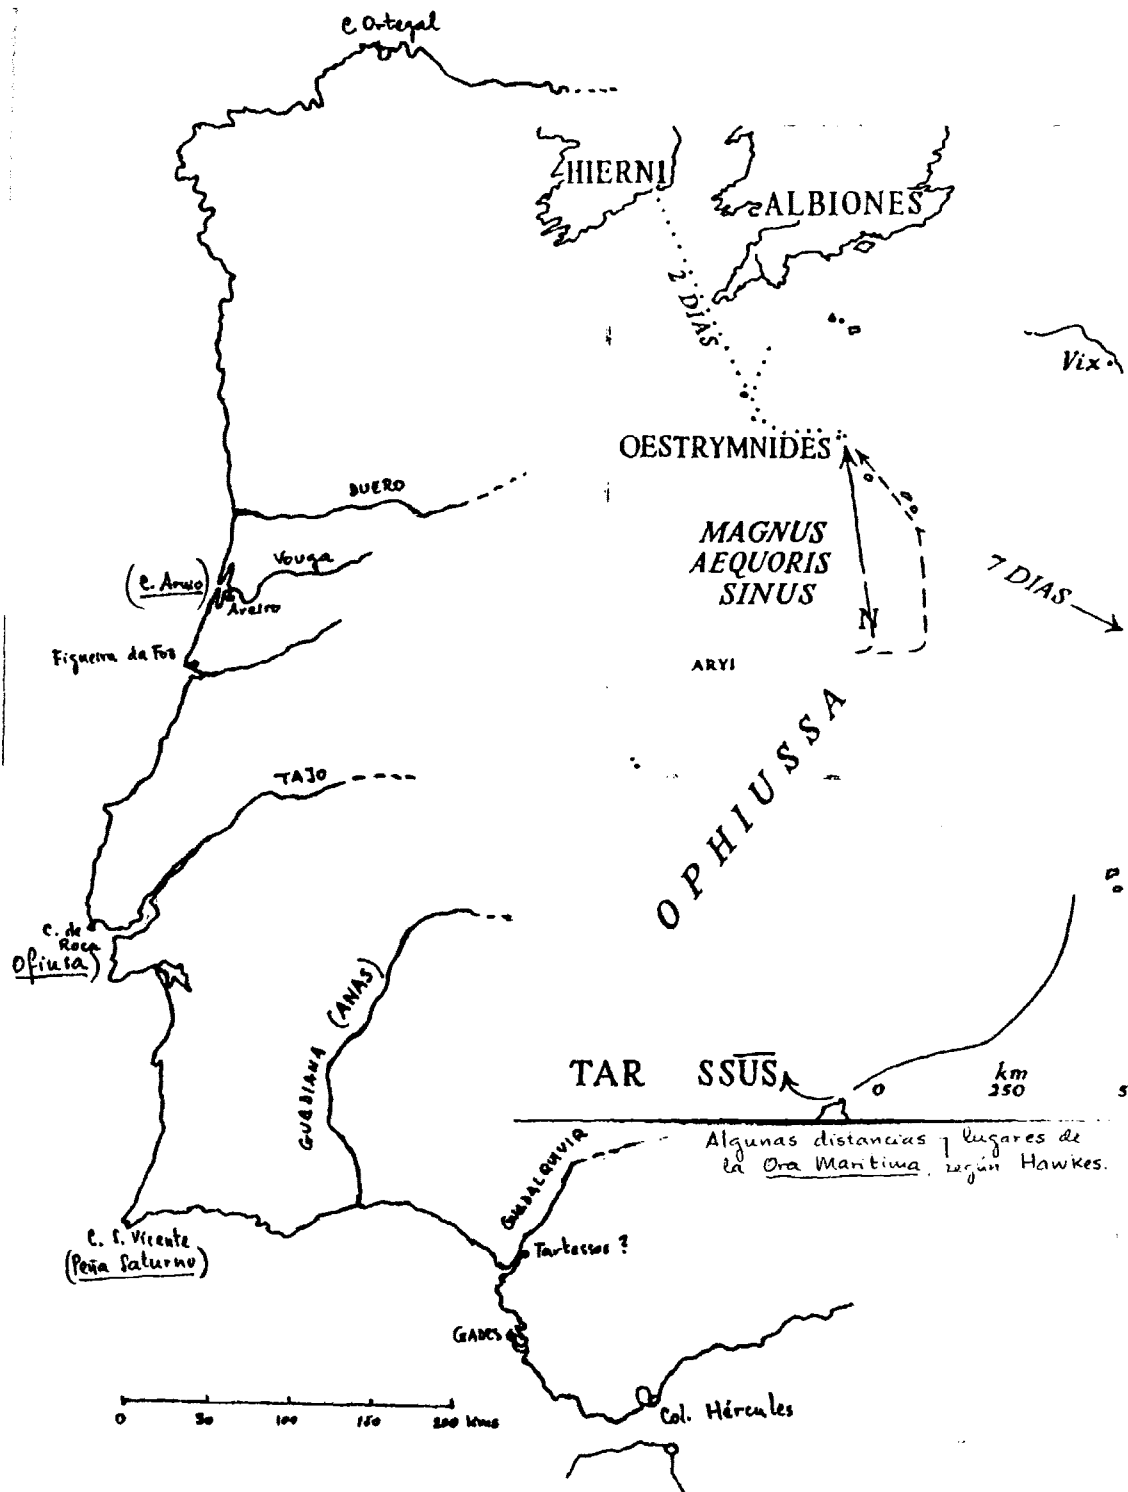 C. Ortegal
HIERNI
ALBIONES
2 DIAS
Vix
OESTRYMNIDES
DUERO
MAGNUS
AEQUORIS
SINUS
Vouga
7 DIAS
(C. Aruio)
Aveiro
N
Figueira da Foz
ARYI
OPHIUSSA
TAJO
C. de
Roca
Ofiusa)
GUADIANA (ANAS)
TAR SSUS
km
0 250 5
Algunas distancias y lugares de
la Ora Maritima, según Hawkes.
GUADALQUIVIR
C. S. Vicente
(Peña Saturno)
Tartessos ?
GADES
Col. Hércules
0 50 100 150 200 kms